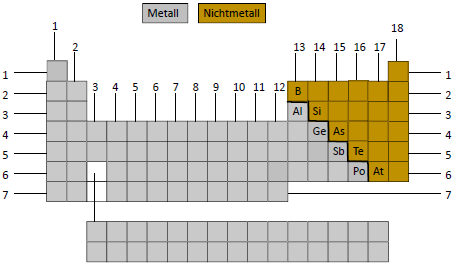 Metall Nichtmetall
1 18
2 13 14 15 16 17
3 4 5 6 7 8 9 10 11 12
1 1
2 B 2
3 Al Si 3
4 Ge As 4
5 Sb Te 5
6 Po At 6
7 7